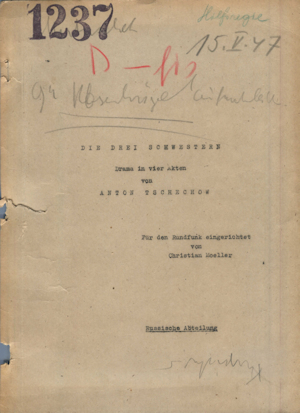 1237
15.V.47
DIE DREI SCHWESTERN
Drama in vier Akten
von
ANTON TSCHECHOW
Für den Rundfunk eingerichtet
von
Christian Moeller
Russische Abteilung